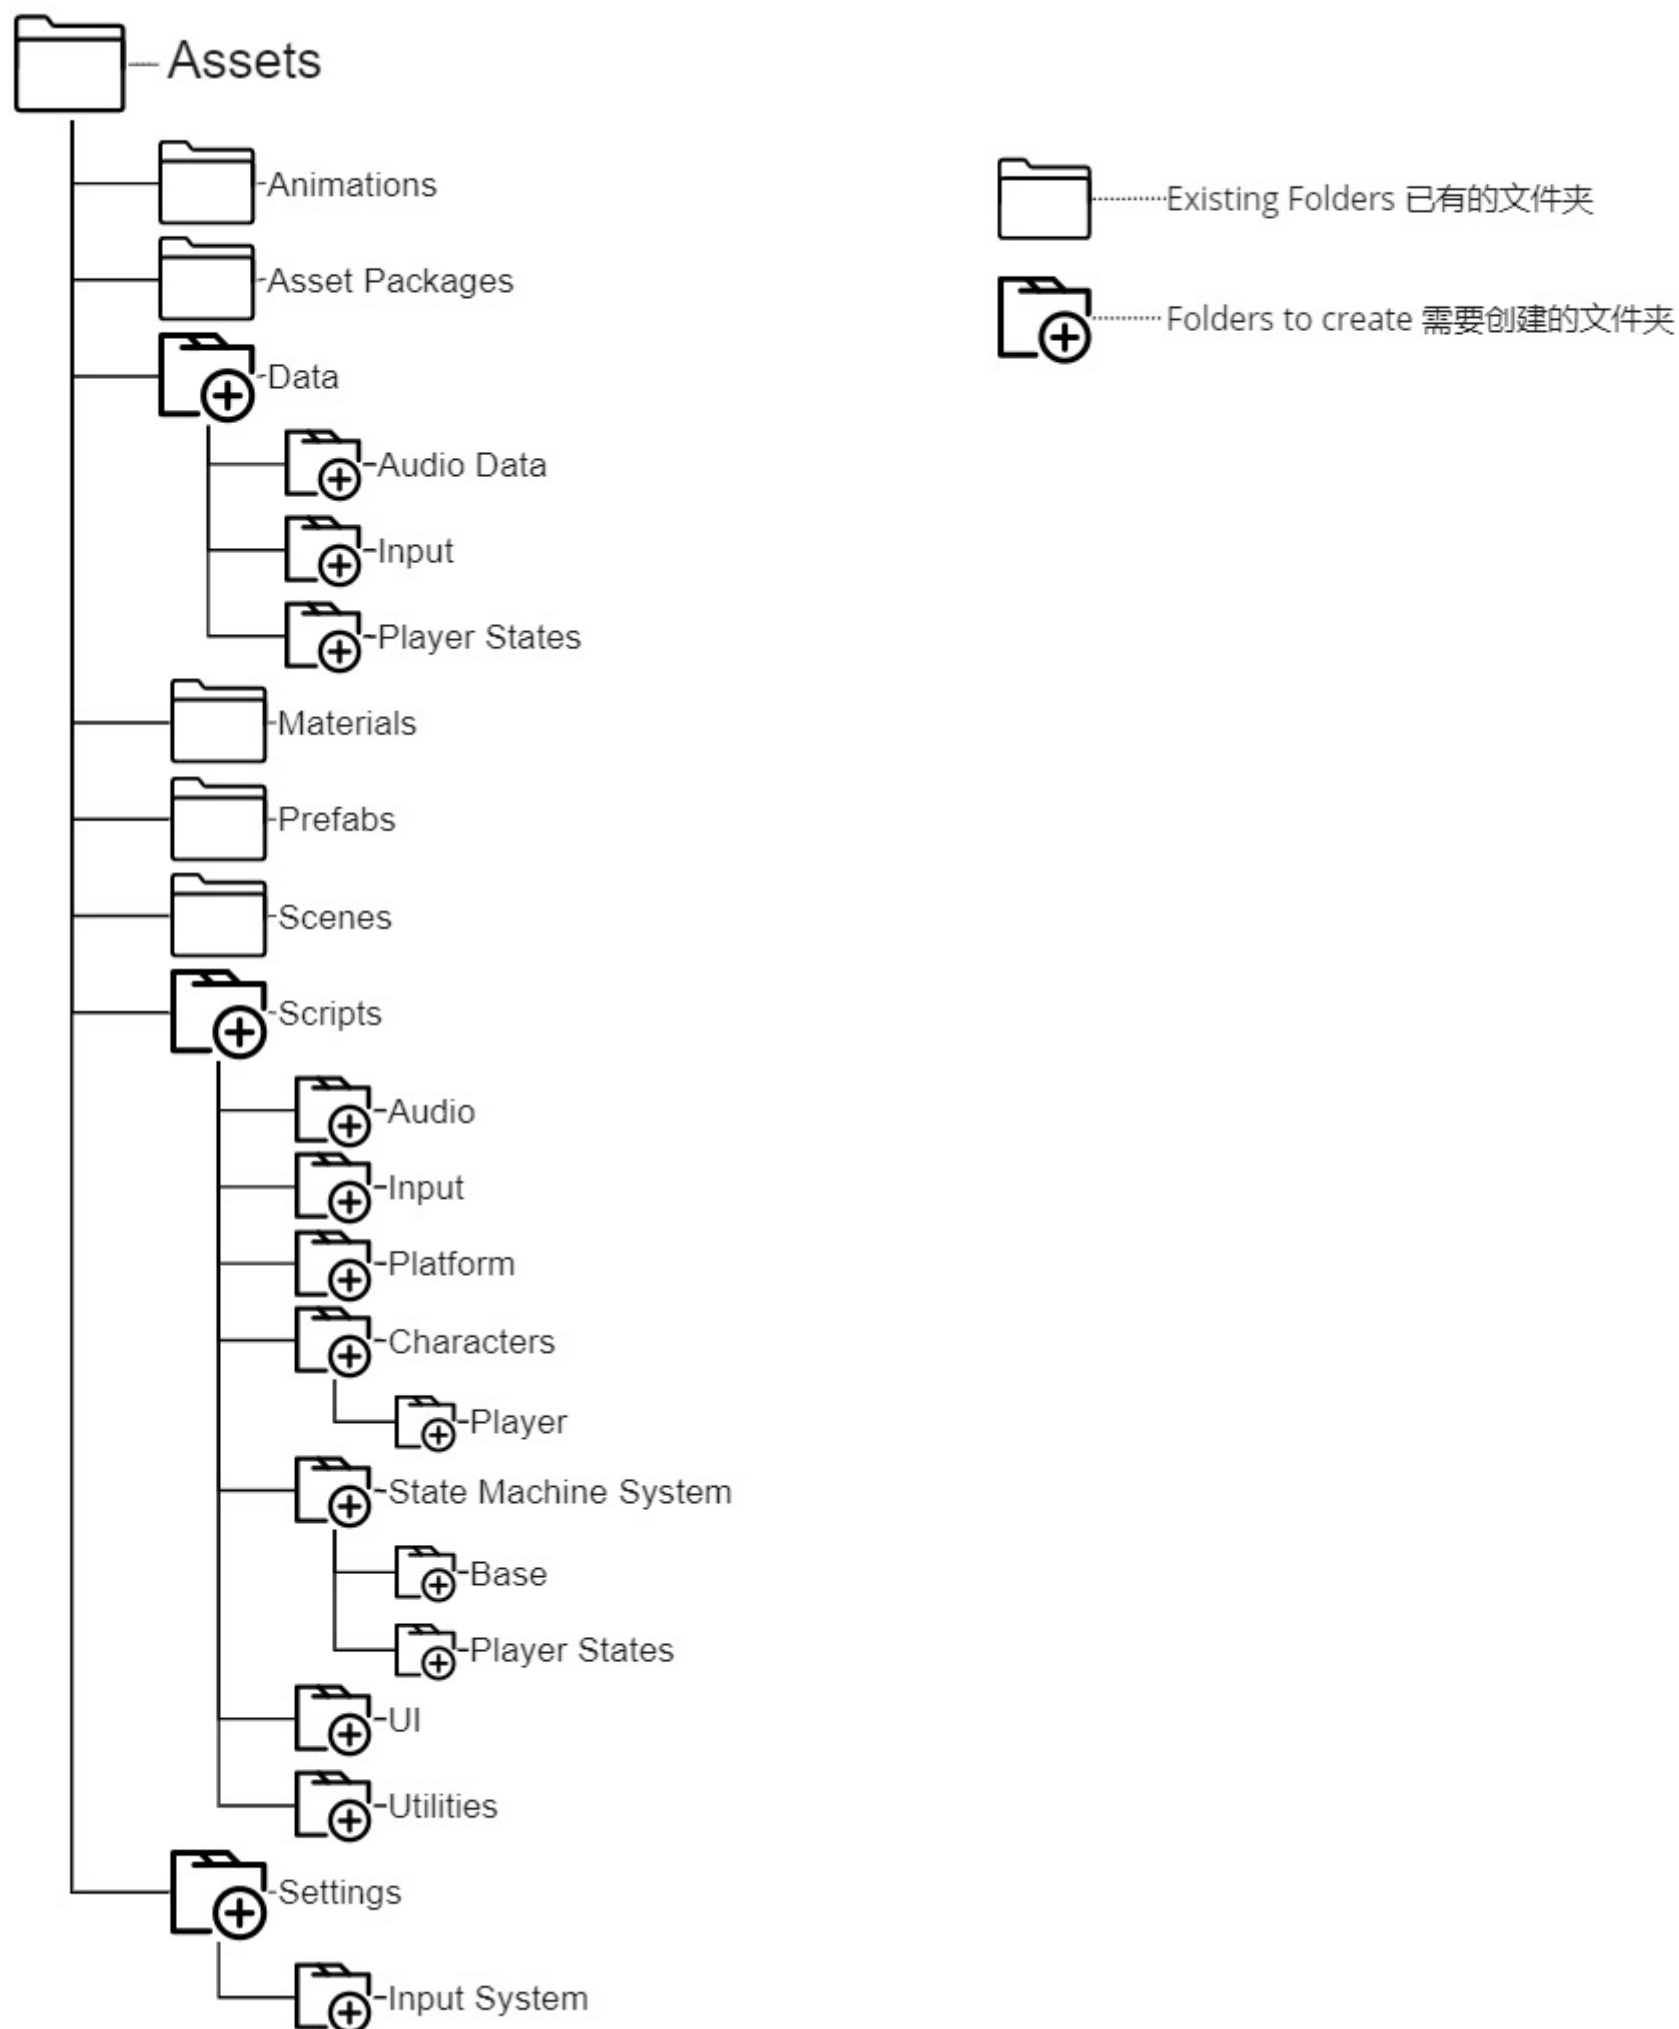 Assets
Animations
Existing Folders 已有的文件夹
Asset Packages
Folders to create 需要创建的文件夹
Data
Audio Data
Input
Player States
Materials
Prefabs
Scenes
Scripts
Audio
Input
Platform
Characters
Player
State Machine System
Base
Player States
UI
Utilities
Settings
Input System